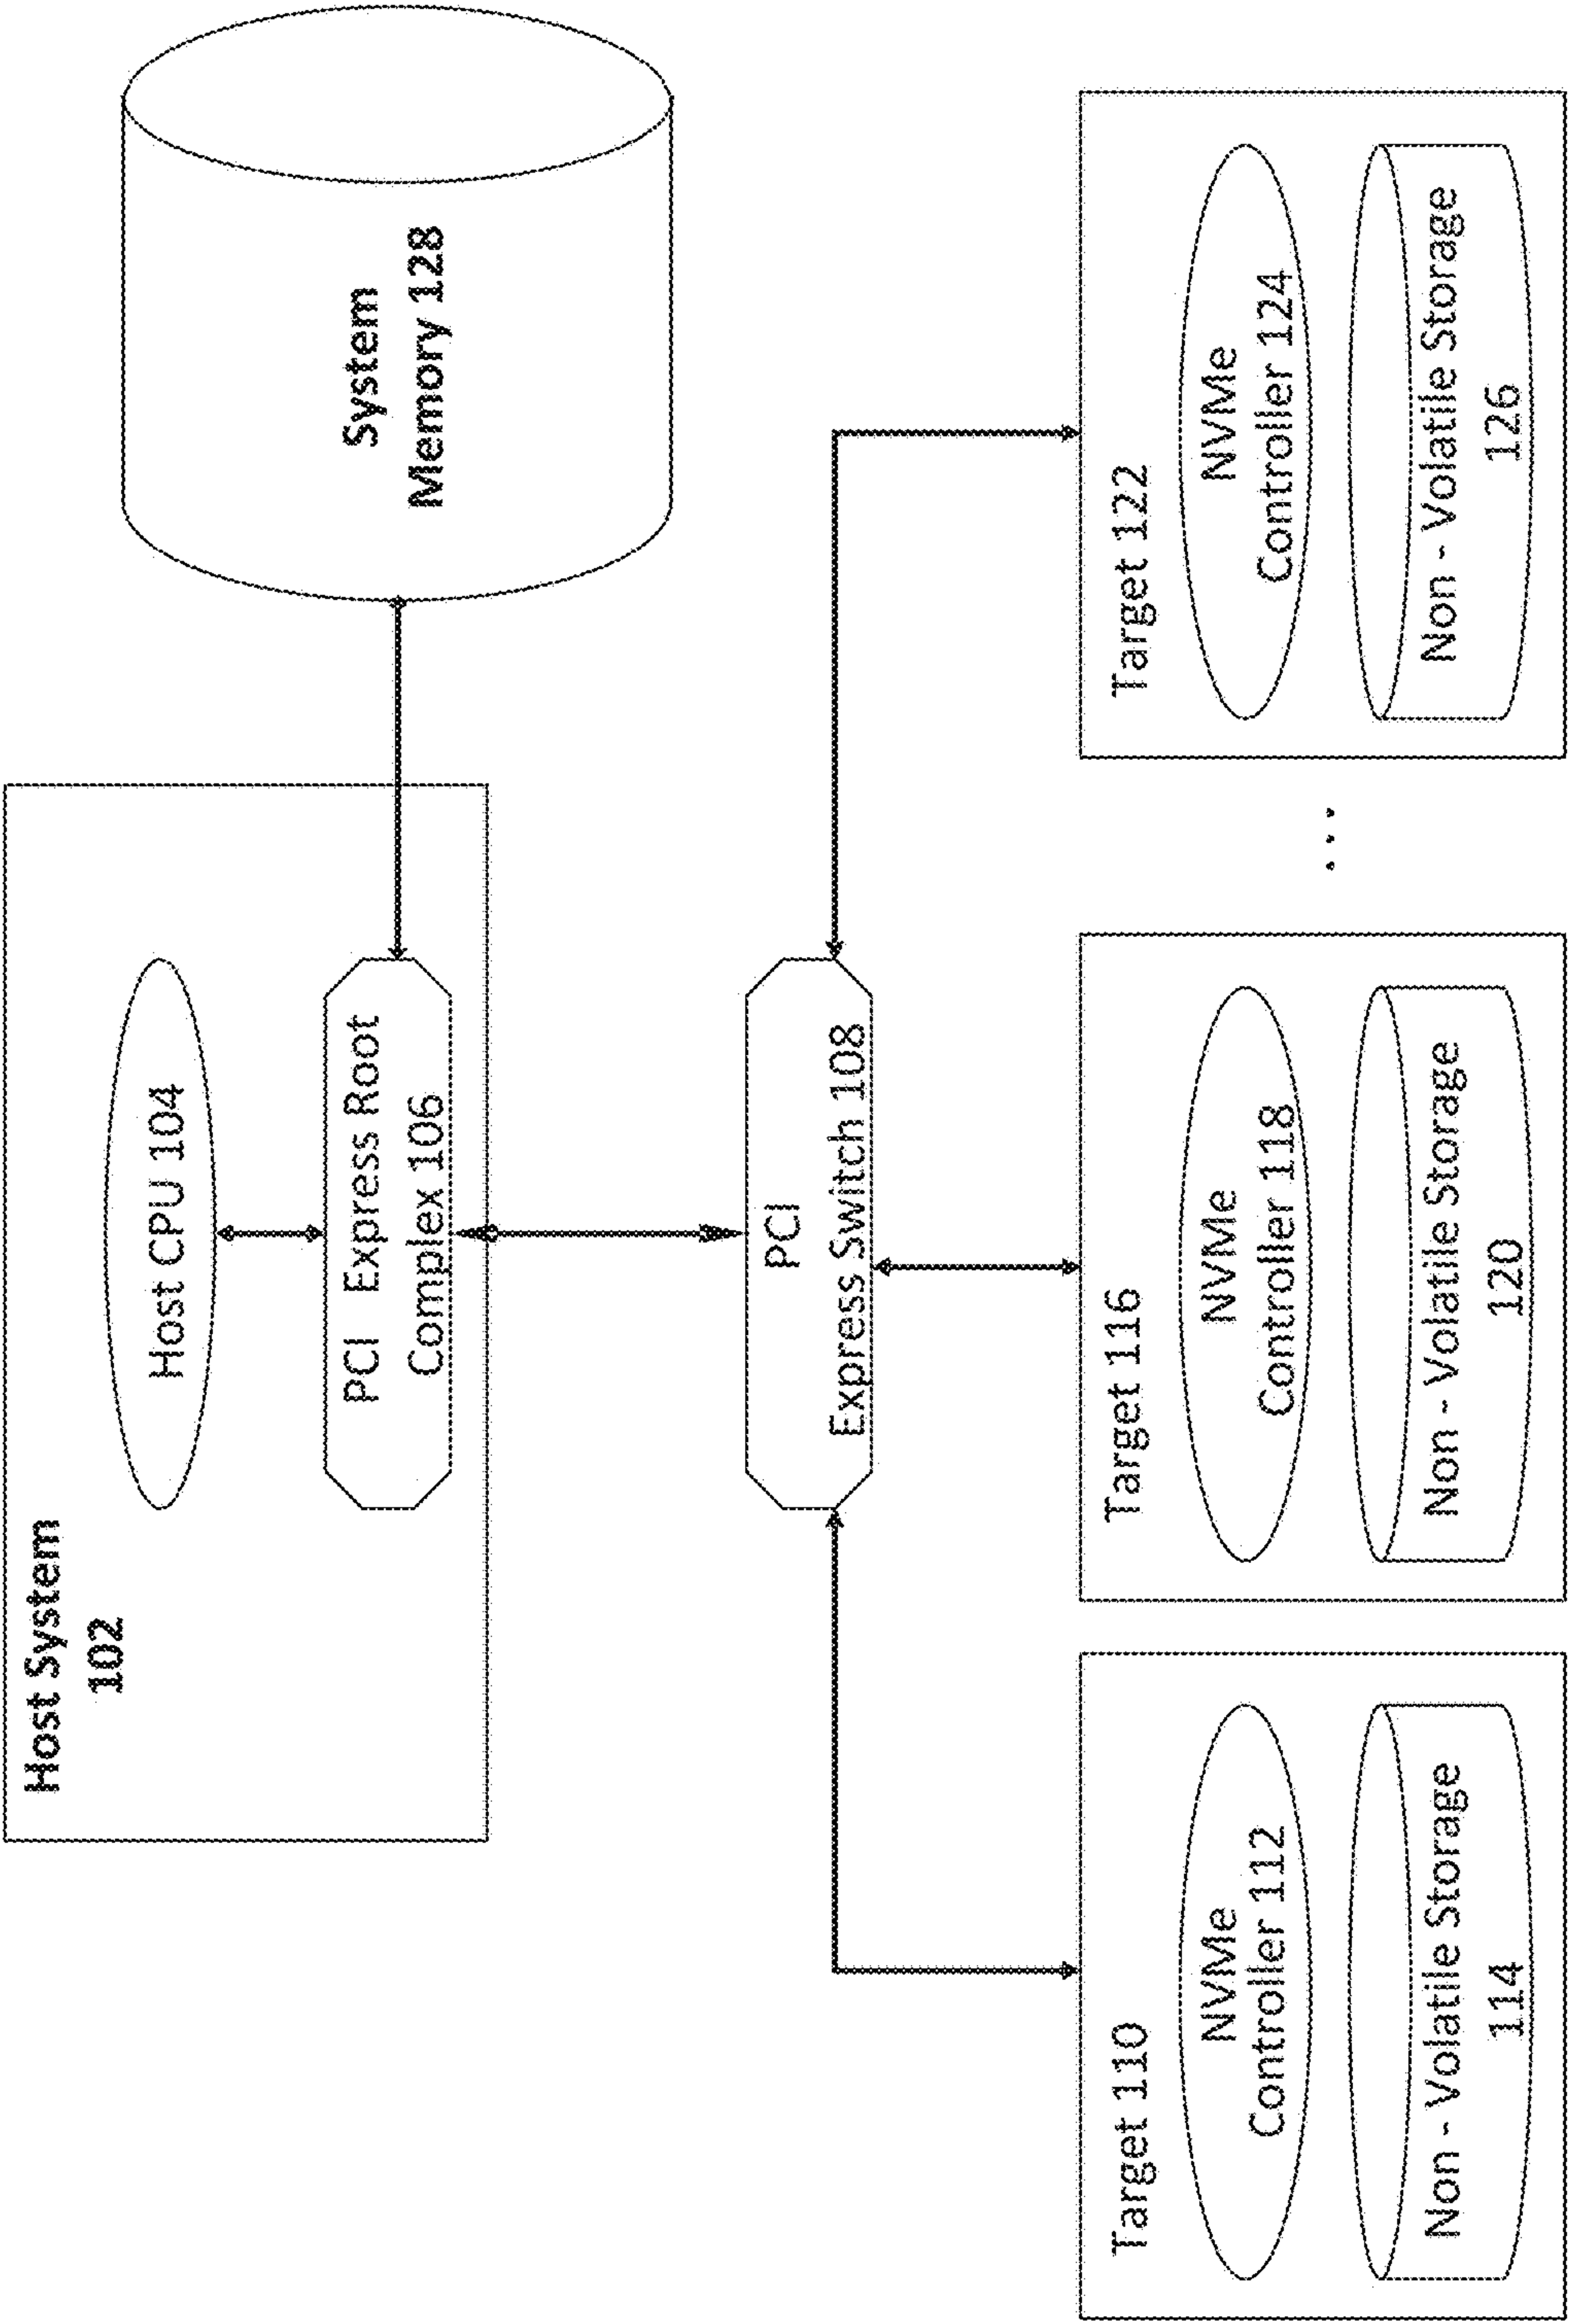 Host System
102
Host CPU 104
PCI Express Root
Complex 106
System
Memory 128
PCI
Express Switch 108
Target 110
NVMe
Controller 112
Non - Volatile Storage
114
Target 116
NVMe
Controller 118
Non - Volatile Storage
120
...
Target 122
NVMe
Controller 124
Non - Volatile Storage
126